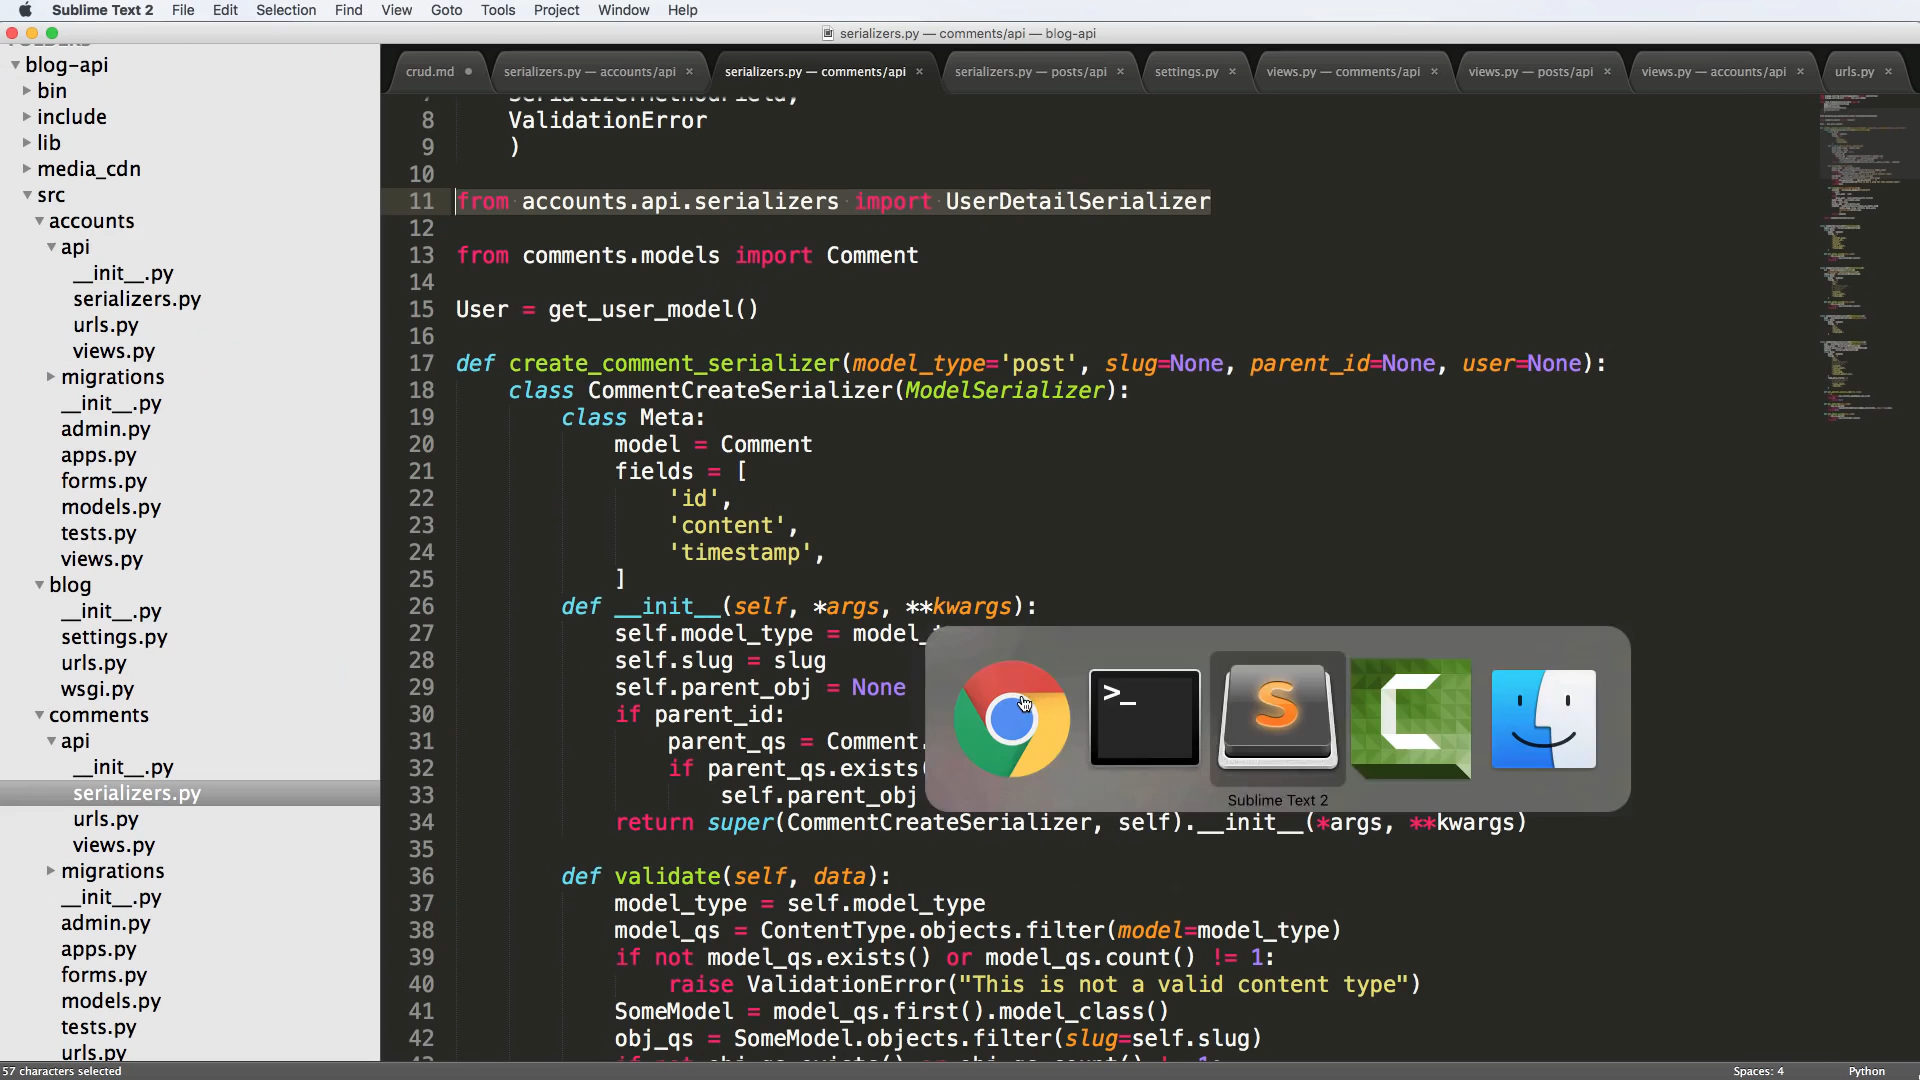 Sublime Text 2 File Edit Selection Find View Goto Tools Project Window Help
serializers.py — comments/api — blog-api
crud.md serializers.py — accounts/api serializers.py — comments/api serializers.py — posts/api settings.py views.py — comments/api views.py — posts/api views.py — accounts/api urls.py
FOLDERS
blog-api
bin
include
lib
media_cdn
src
accounts
api
__init__.py
serializers.py
urls.py
views.py
migrations
__init__.py
admin.py
apps.py
forms.py
models.py
tests.py
views.py
blog
__init__.py
settings.py
urls.py
wsgi.py
comments
api
__init__.py
serializers.py
urls.py
views.py
migrations
__init__.py
admin.py
apps.py
forms.py
models.py
tests.py
urls.py
7 SerializerMethodField,
8 ValidationError
9 )
10
11 from accounts.api.serializers import UserDetailSerializer
12
13 from comments.models import Comment
14
15 User = get_user_model()
16
17 def create_comment_serializer(model_type='post', slug=None, parent_id=None, user=None):
18 class CommentCreateSerializer(ModelSerializer):
19 class Meta:
20 model = Comment
21 fields = [
22 'id',
23 'content',
24 'timestamp',
25 ]
26 def __init__(self, *args, **kwargs):
27 self.model_type = model_t
28 self.slug = slug
29 self.parent_obj = None
30 if parent_id:
31 parent_qs = Comment.
32 if parent_qs.exists(
33 self.parent_obj
34 return super(CommentCreateSerializer, self).__init__(*args, **kwargs)
35
36 def validate(self, data):
37 model_type = self.model_type
38 model_qs = ContentType.objects.filter(model=model_type)
39 if not model_qs.exists() or model_qs.count() != 1:
40 raise ValidationError("This is not a valid content type")
41 SomeModel = model_qs.first().model_class()
42 obj_qs = SomeModel.objects.filter(slug=self.slug)
43 if not obj_qs.exists() or obj_qs.count() != 1:
>_
S
Sublime Text 2
57 characters selected Spaces: 4 Python